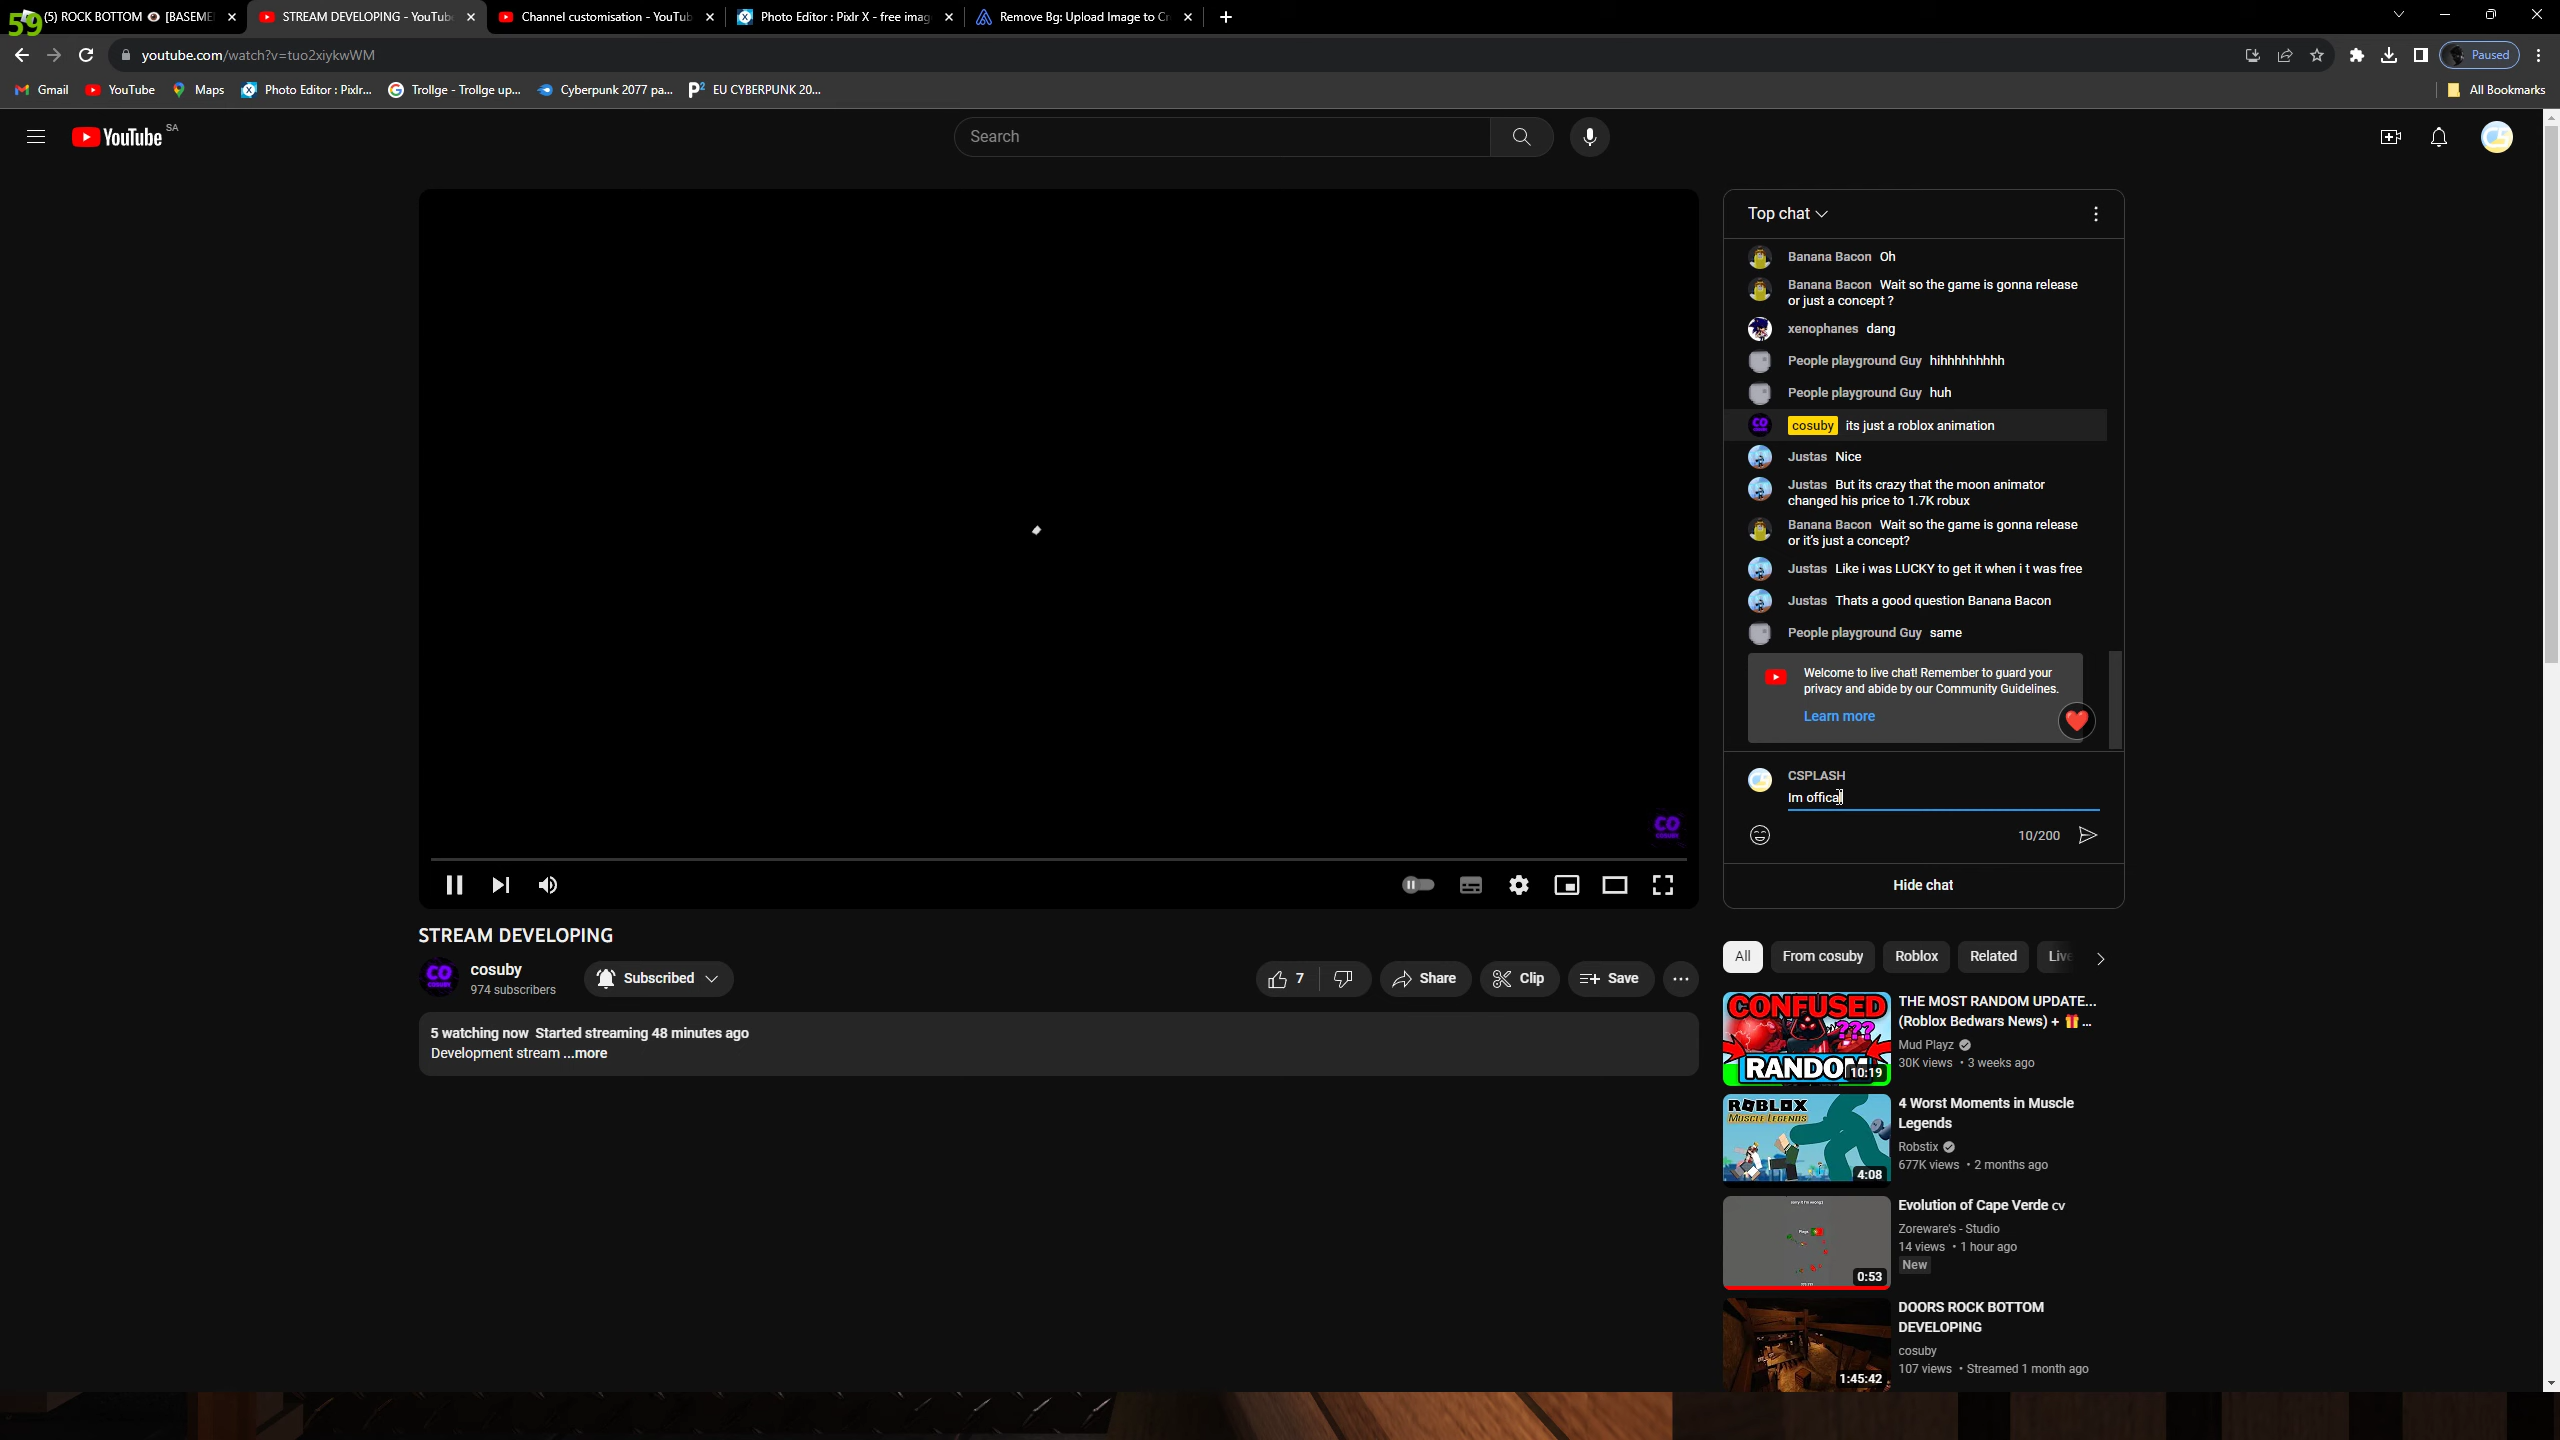 59
(5) ROCK BOTTOM 👁 [BASEME
STREAM DEVELOPING - YouTube
Channel customisation - YouTub
Photo Editor : Pixlr X - free imag
Remove Bg: Upload Image to Cr
youtube.com/watch?v=tuo2xiykwWM
Paused
Gmail
YouTube
Maps
Photo Editor : Pixlr...
Trollge - Trollge up...
Cyberpunk 2077 pa...
EU CYBERPUNK 20...
All Bookmarks
YouTube SA
Search
Top chat
Banana Bacon Oh
Banana Bacon Wait so the game is gonna release
or just a concept ?
xenophanes dang
People playground Guy hihhhhhhhh
People playground Guy huh
cosuby its just a roblox animation
Justas Nice
Justas But its crazy that the moon animator
changed his price to 1.7K robux
Banana Bacon Wait so the game is gonna release
or it's just a concept?
Justas Like i was LUCKY to get it when i t was free
Justas Thats a good question Banana Bacon
People playground Guy same
Welcome to live chat! Remember to guard your
privacy and abide by our Community Guidelines.
Learn more
CSPLASH
Im offical
10/200
Hide chat
CO
STREAM DEVELOPING
CO
cosuby
974 subscribers
Subscribed
7
Share
Clip
Save
5 watching now Started streaming 48 minutes ago
Development stream ...more
All
From cosuby
Roblox
Related
Live
CONFUSED
???
RANDOM
10:19
THE MOST RANDOM UPDATE...
(Roblox Bedwars News) + 🎁 ...
Mud Playz
30K views • 3 weeks ago
ROBLOX
MUSCLE LEGENDS
4:08
4 Worst Moments in Muscle
Legends
Robstix
677K views • 2 months ago
0:53
Evolution of Cape Verde cv
Zoreware's - Studio
14 views • 1 hour ago
New
1:45:42
DOORS ROCK BOTTOM
DEVELOPING
cosuby
107 views • Streamed 1 month ago